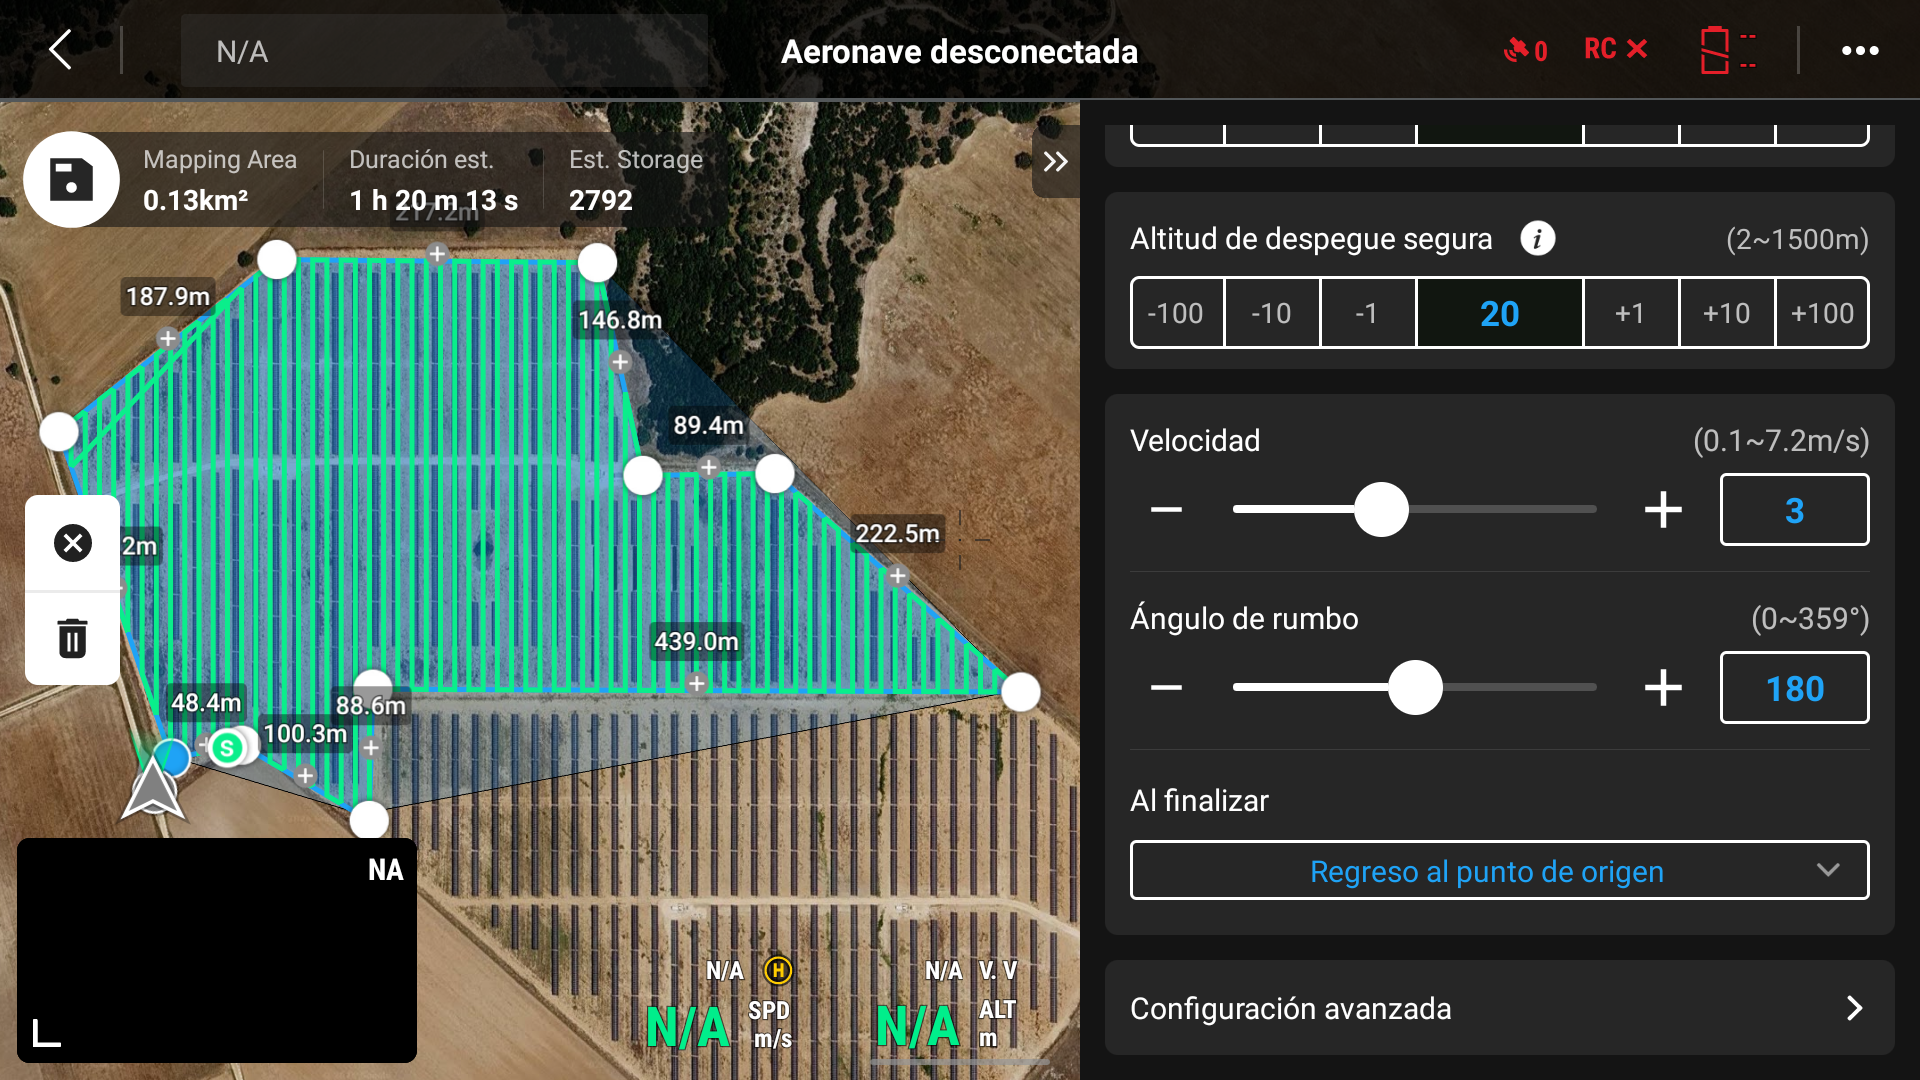 N/A
Aeronave desconectada
0
RC
--
--
Mapping Area
0.13km²
Duración est.
1 h 20 m 13 s
Est. Storage
2792
217.2m
187.9m
146.8m
89.4m
222.5m
2m
439.0m
48.4m
88.6m
100.3m
S
NA
N/A H
N/A SPD
m/s
N/A V. V
N/A ALT
m
Altitud de despegue segura i (2~1500m)
-100 -10 -1 20 +1 +10 +100
Velocidad (0.1~7.2m/s)
3
Ángulo de rumbo (0~359°)
180
Al finalizar
Regreso al punto de origen
Configuración avanzada